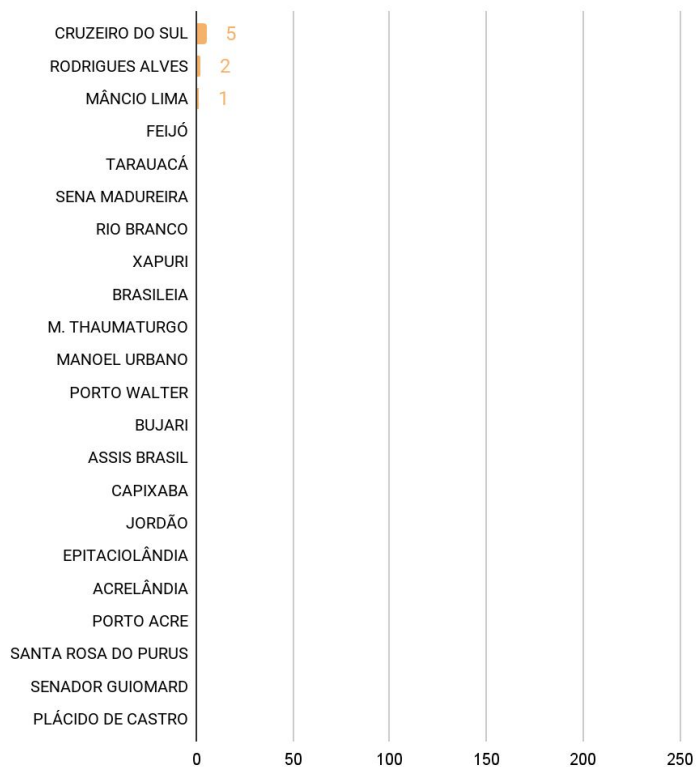 CRUZEIRO DO SUL 5
RODRIGUES ALVES 2
MÂNCIO LIMA 1
FEIJÓ
TARAUACÁ
SENA MADUREIRA
RIO BRANCO
XAPURI
BRASILEIA
M. THAUMATURGO
MANOEL URBANO
PORTO WALTER
BUJARI
ASSIS BRASIL
CAPIXABA
JORDÃO
EPITACIOLÂNDIA
ACRELÂNDIA
PORTO ACRE
SANTA ROSA DO PURUS
SENADOR GUIOMARD
PLÁCIDO DE CASTRO
0 50 100 150 200 250